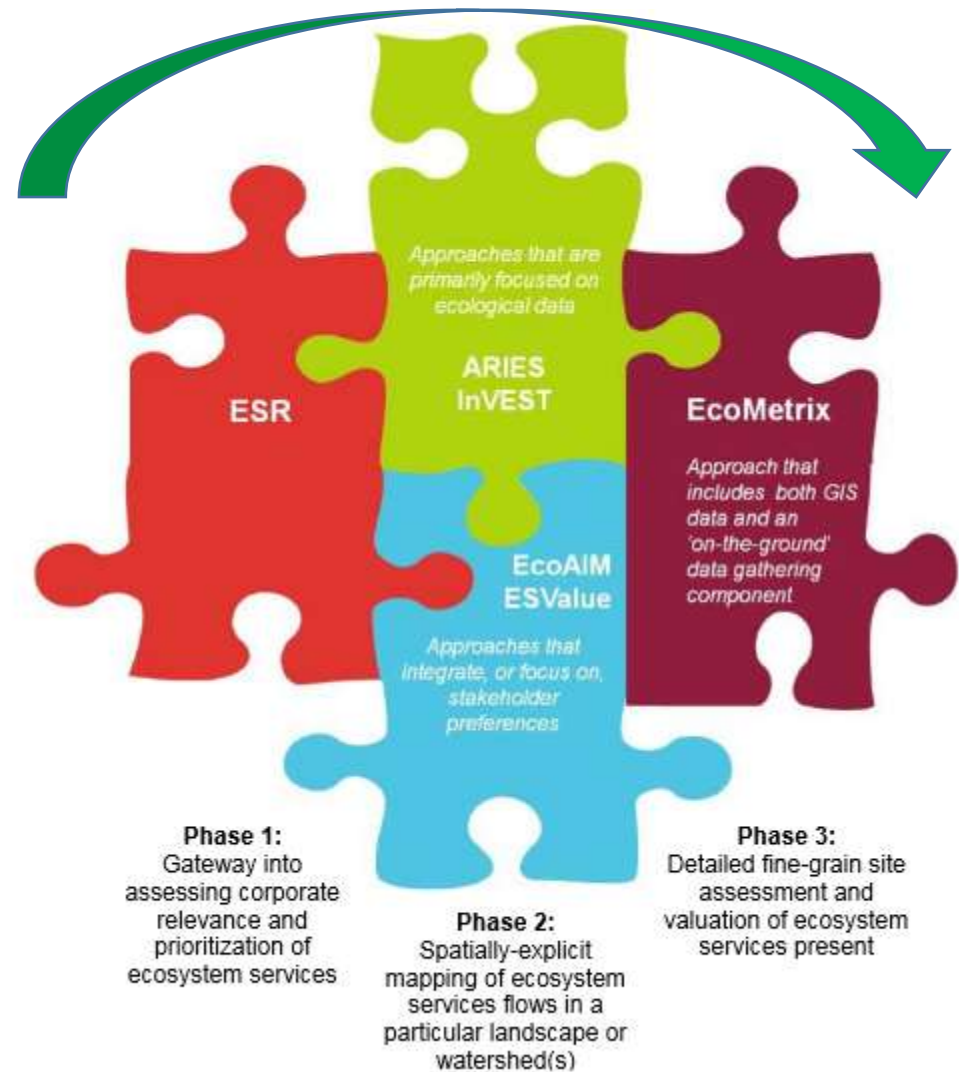 ESR
Approaches that are
primarily focused on
ecological data
ARIES
InVEST
EcoAIM
ESValue
Approaches that
integrate, or focus on,
stakeholder
preferences
EcoMetrix
Approach that
includes both GIS
data and an
'on-the-ground'
data gathering
component
Phase 1:
Gateway into
assessing corporate
relevance and
prioritization of
ecosystem services
Phase 2:
Spatially-explicit
mapping of ecosystem
services flows in a
particular landscape or
watershed(s)
Phase 3:
Detailed fine-grain site
assessment and
valuation of ecosystem
services present